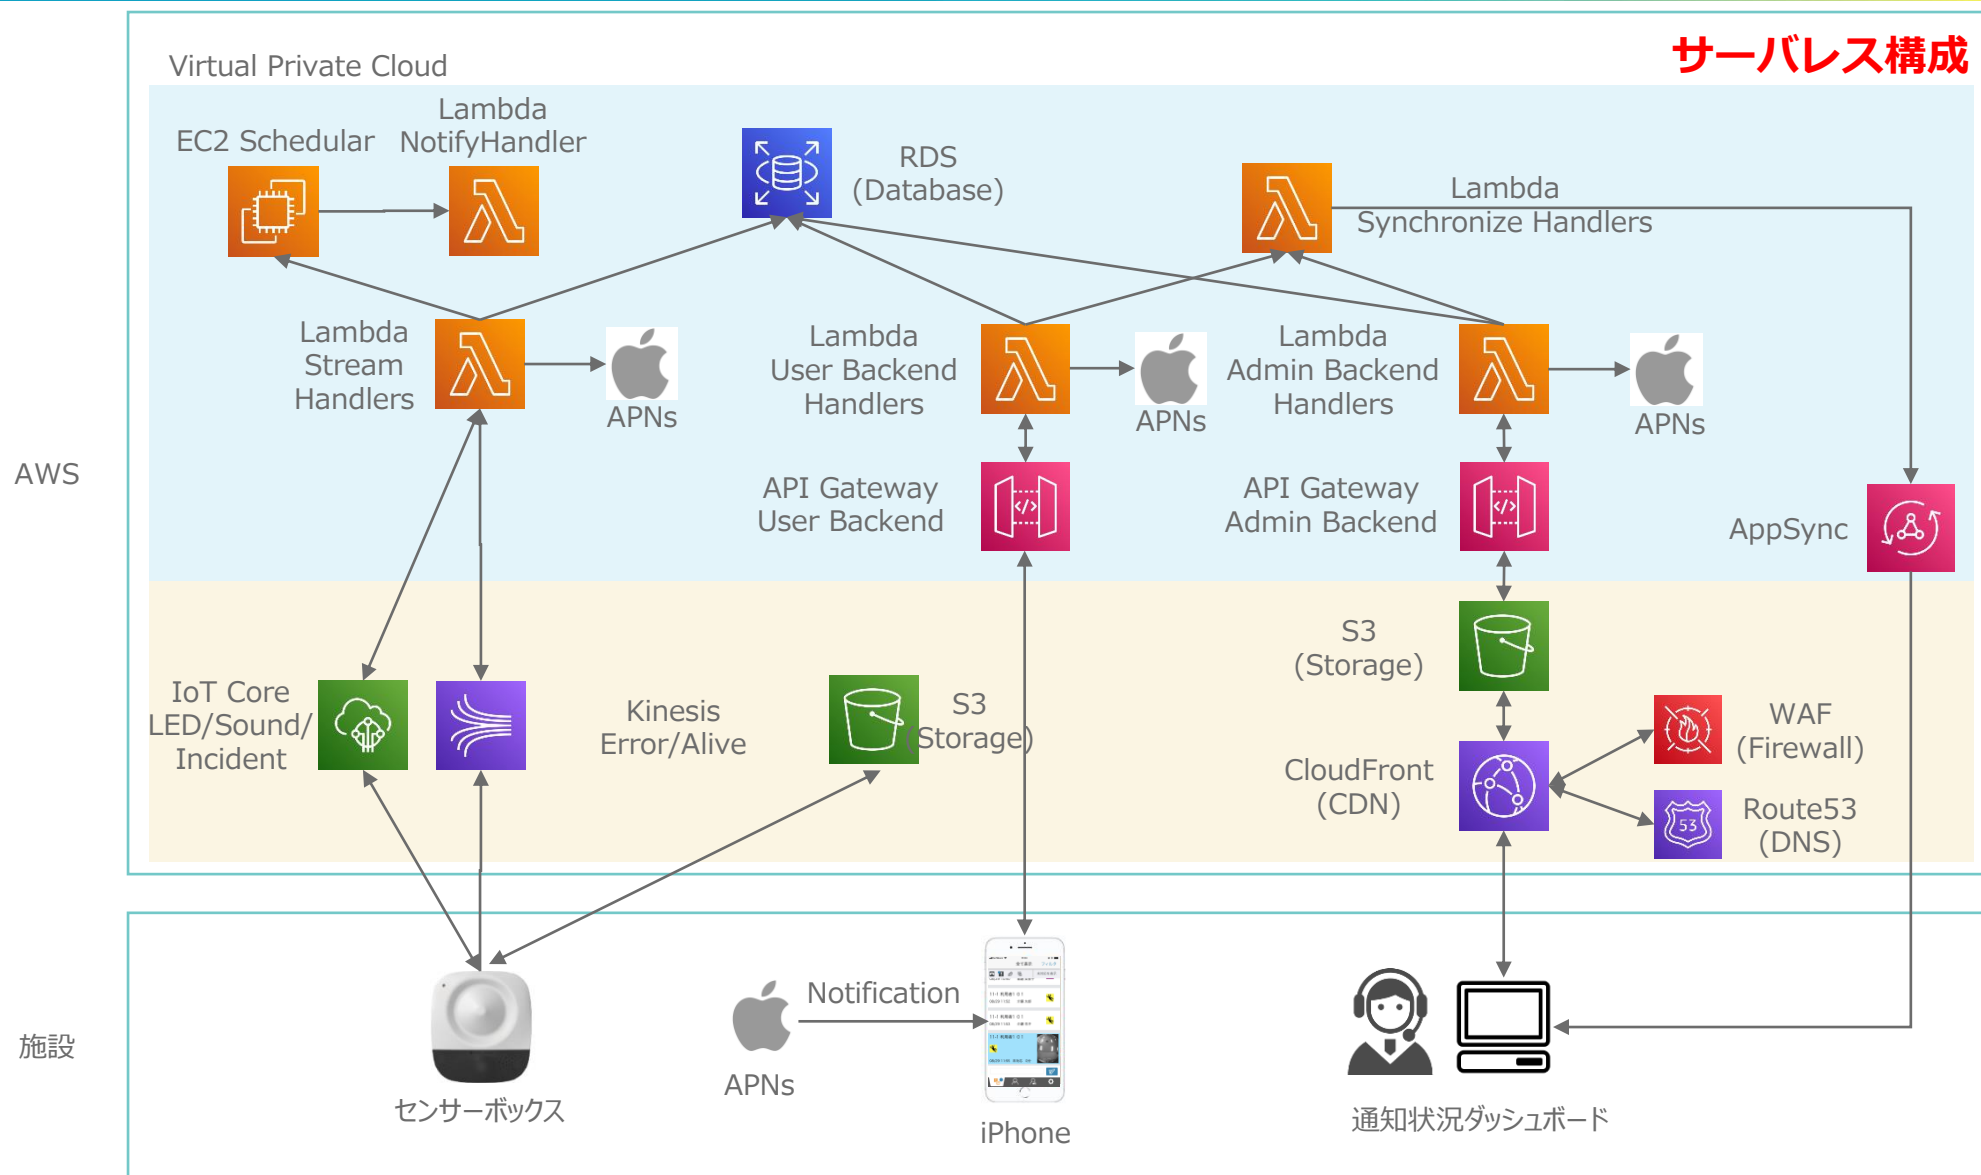 サーバレス構成
Virtual Private Cloud
EC2 Schedular
Lambda
NotifyHandler
RDS
(Database)
Lambda
Synchronize Handlers
Lambda
Stream
Handlers
APNs
Lambda
User Backend
Handlers
APNs
Lambda
Admin Backend
Handlers
APNs
AWS
API Gateway
User Backend
API Gateway
Admin Backend
AppSync
S3
(Storage)
IoT Core
LED/Sound/
Incident
Kinesis
Error/Alive
S3
(Storage)
CloudFront
(CDN)
WAF
(Firewall)
53
Route53
(DNS)
施設
センサーボックス
Notification
APNs
iPhone
通知状況ダッシュボード